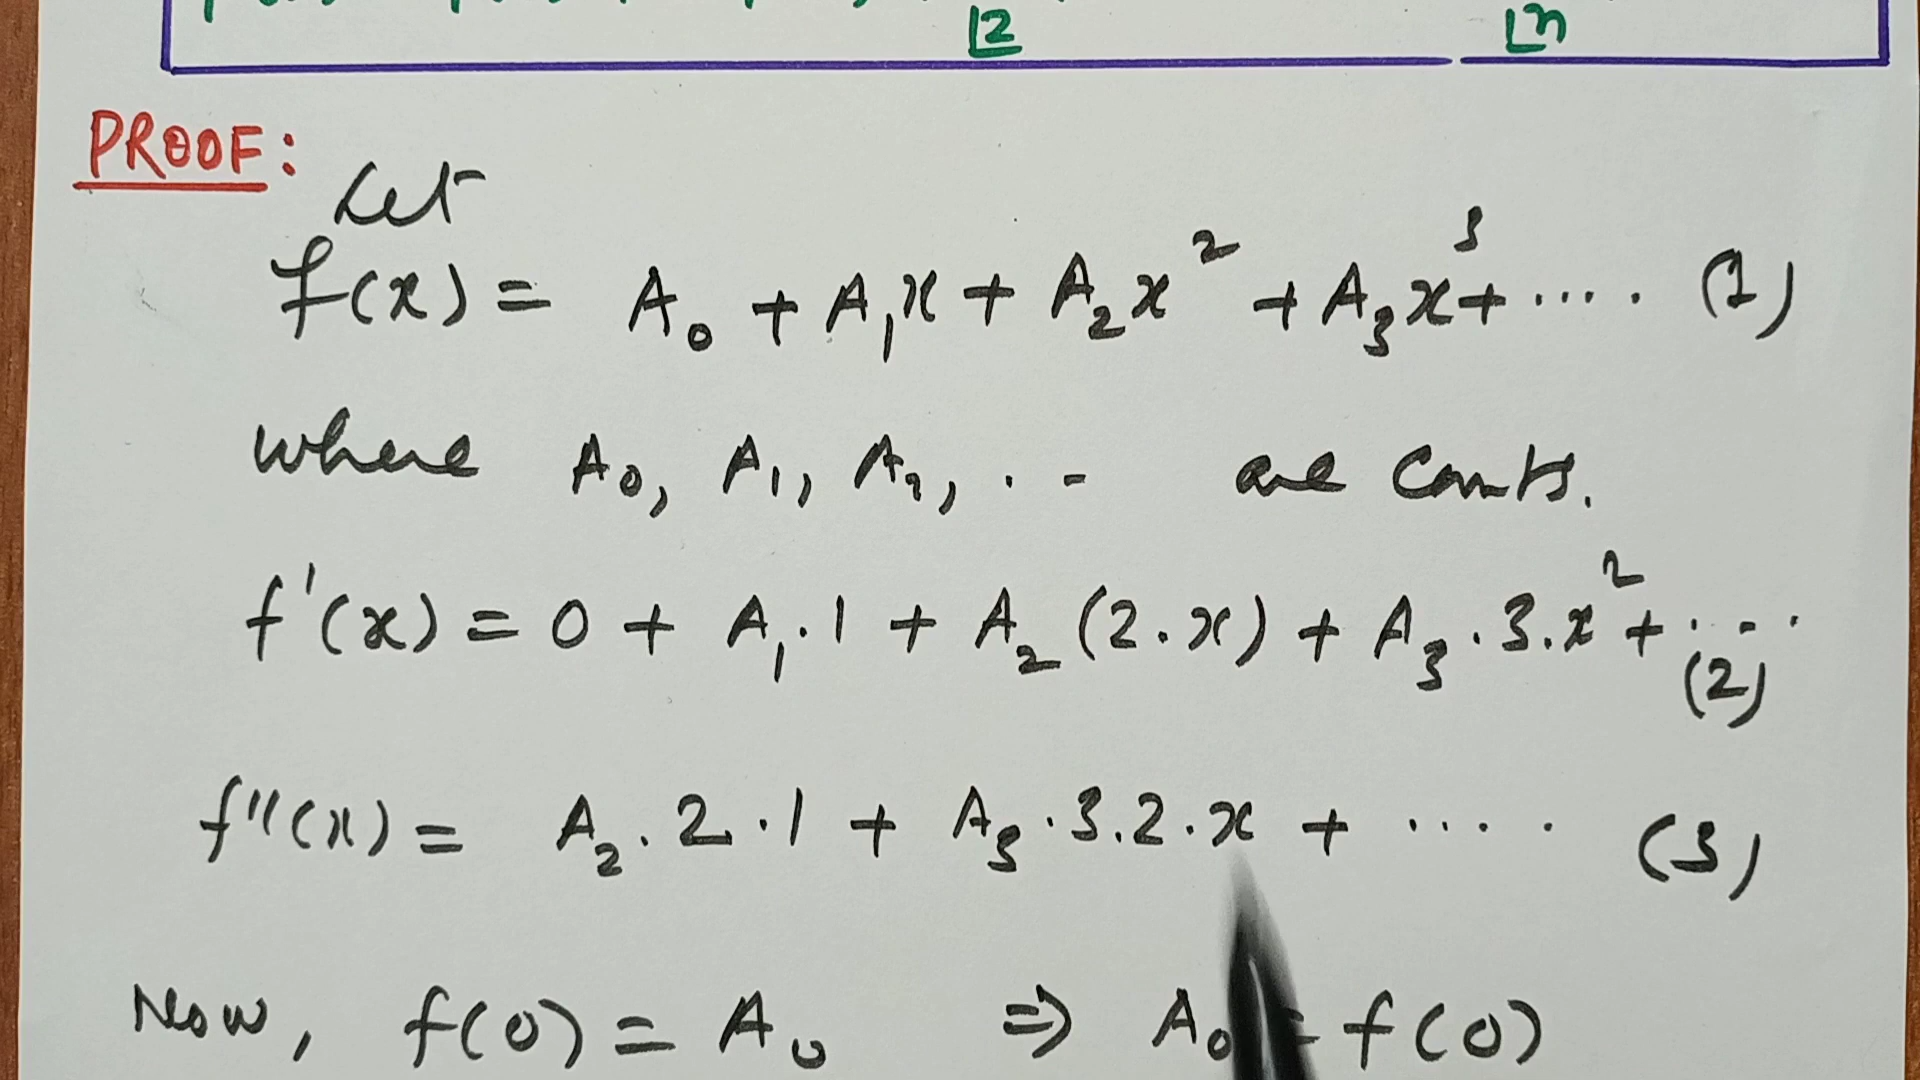 ⌊2 ⌊n
PROOF:
Let
f(x) = A₀ + A₁x + A₂x² + A₃x³ + .... (1)
where A₀, A₁, A₂, .. are Consts.
f'(x) = 0 + A₁.1 + A₂(2.x) + A₃.3.x² + ....
(2)
f''(x) = A₂.2.1 + A₃.3.2.x + ..... (3)
Now, f(0) = A₀ ⇒ A₀ = f(0)